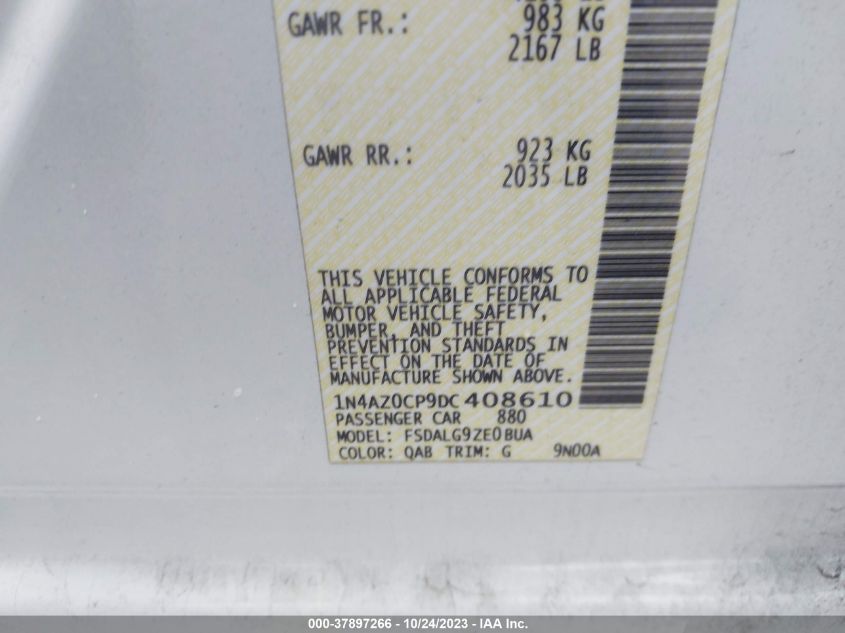 GAWR FR.: 983 KG
2167 LB
GAWR RR.: 923 KG
2035 LB
THIS VEHICLE CONFORMS TO
ALL APPLICABLE FEDERAL
MOTOR VEHICLE SAFETY,
BUMPER, AND THEFT
PREVENTION STANDARDS IN
EFFECT ON THE DATE OF
MANUFACTURE SHOWN ABOVE.
1N4AZ0CP9DC408610
PASSENGER CAR 880
MODEL: FSDALG9ZE0BUA
COLOR: QAB TRIM: G 9N00A
000-37897266 - 10/24/2023 - IAA Inc.